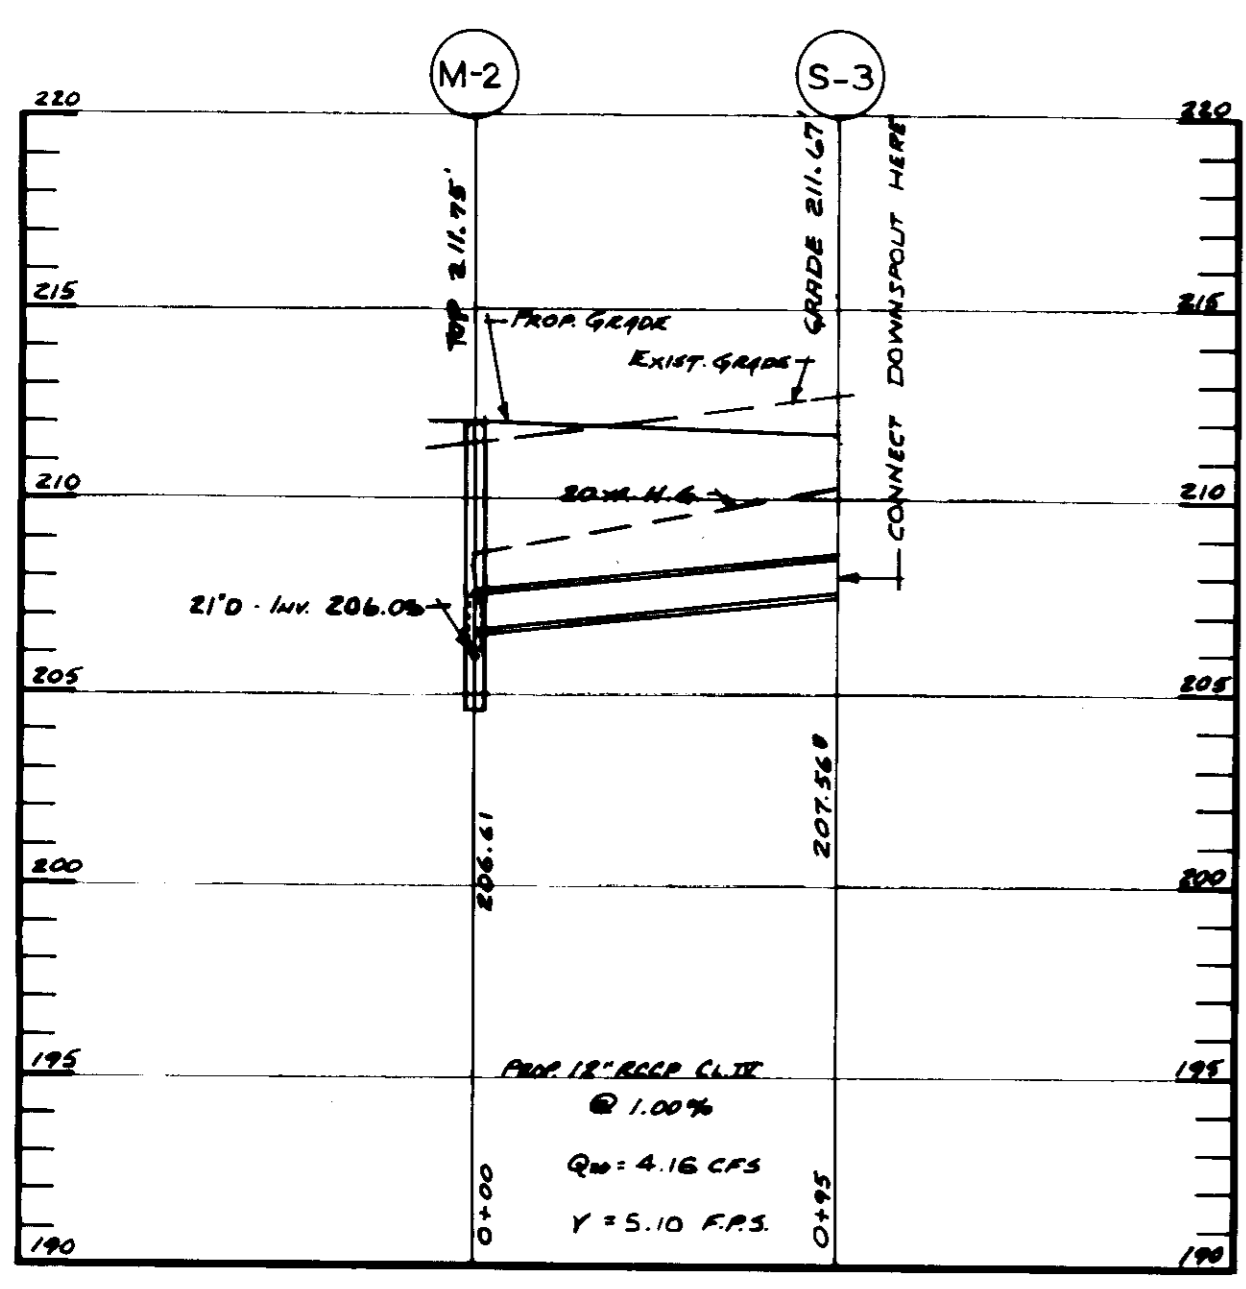 M-2
S-3
220
220
TOP 211.75'
GRADE 211.67'
CONNECT DOWNSPOUT HERE
215
215
PROP. GRADE
EXIST. GRADE
210
210
20 YR. H.G.
21"D - INV. 206.03
205
205
206.61
207.56
200
200
195
195
PROP. 12" RCCP CL. IV
@ 1.00%
= 4.16 CFS
V = 5.10 F.P.S.
0+00
0+95
190
190